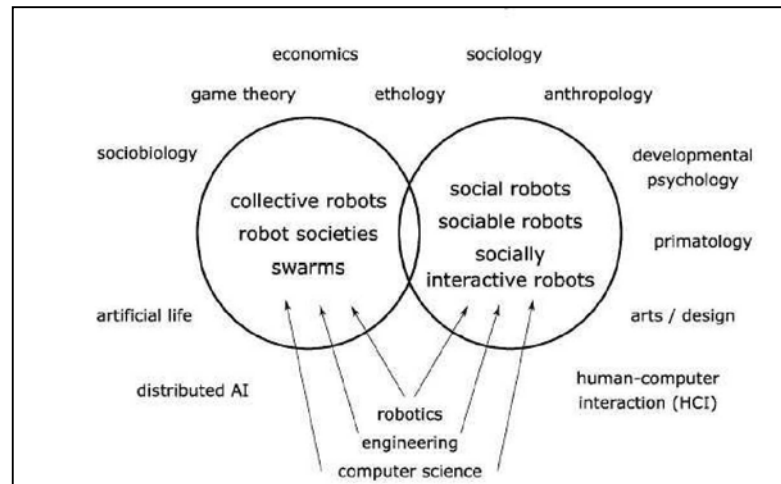 economics
sociology
game theory
ethology
anthropology
sociobiology
developmental
psychology
collective robots
robot societies
swarms
social robots
sociable robots
socially
interactive robots
primatology
artificial life
arts / design
distributed AI
human-computer
interaction (HCI)
robotics
engineering
computer science